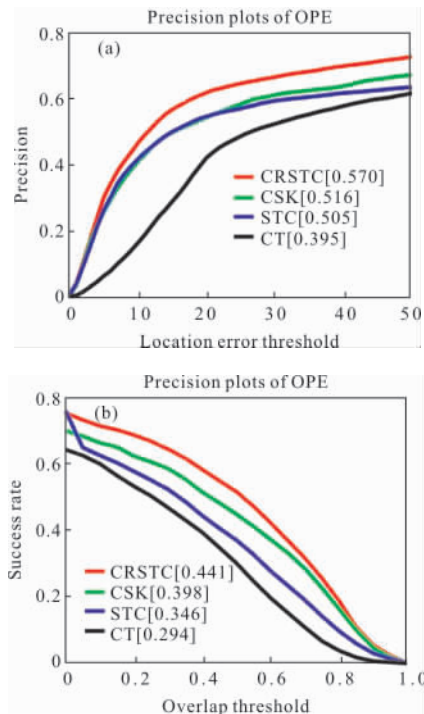 Precision plots of OPE
(a)
0.8
0.6
0.4
0.2
0
Precision
CRSTC[0.570]
CSK[0.516]
STC[0.505]
CT[0.395]
0 10 20 30 40 50
Location error threshold
Precision plots of OPE
(b)
0.8
0.6
0.4
0.2
0
Success rate
CRSTC[0.441]
CSK[0.398]
STC[0.346]
CT[0.294]
0 0.2 0.4 0.6 0.8 1.0
Overlap threshold